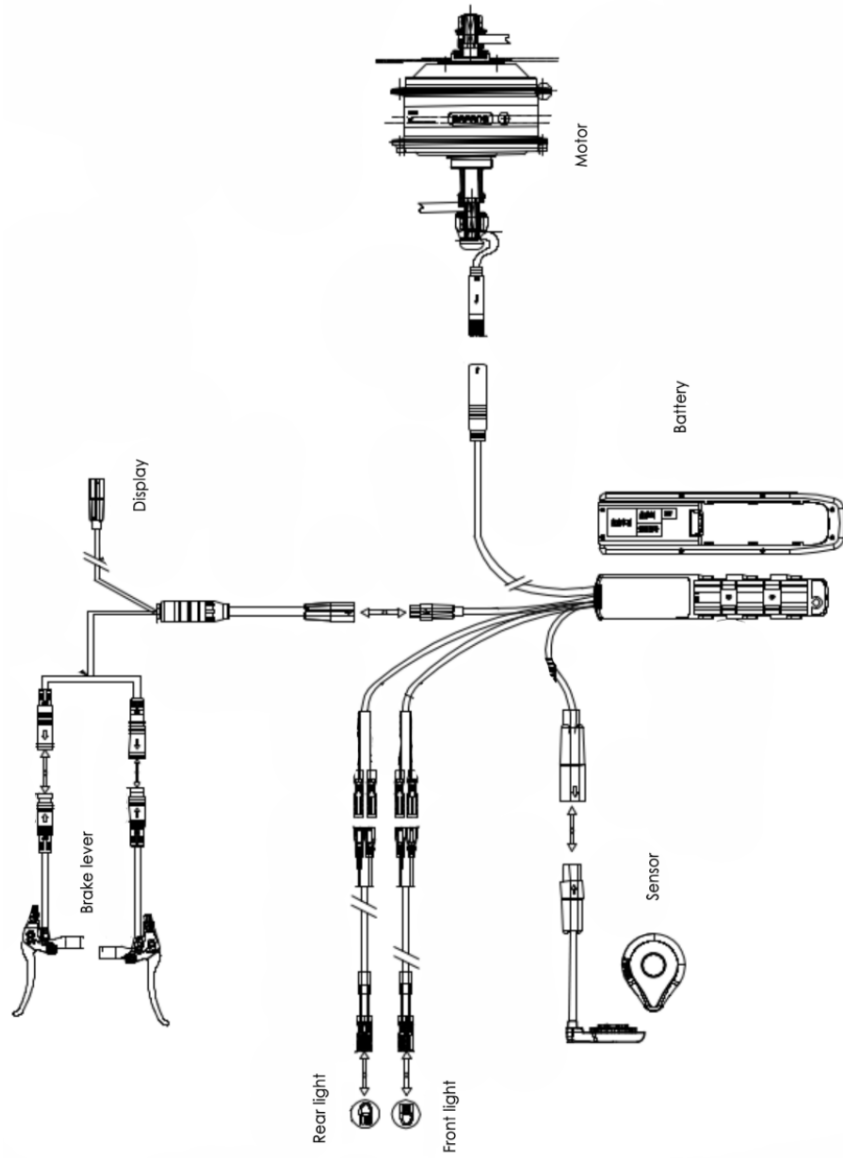 Motor
Battery
Display
Brake lever
Sensor
Rear light
Front light